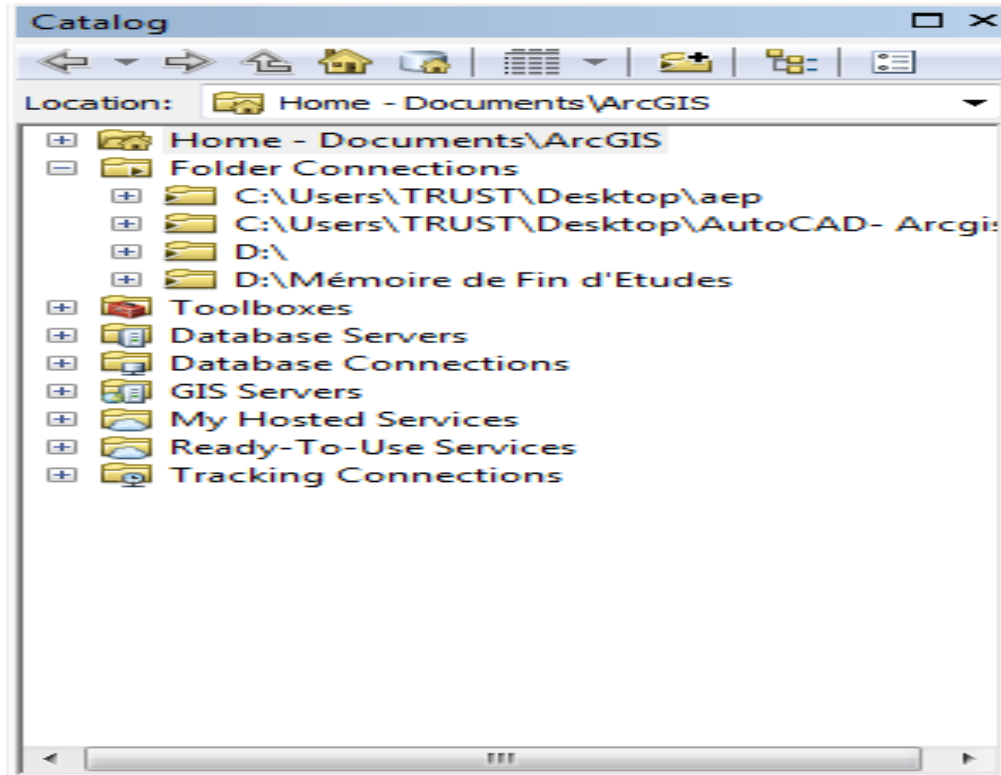 Catalog
Location: Home - Documents\ArcGIS
Home - Documents\ArcGIS
Folder Connections
C:\Users\TRUST\Desktop\aep
C:\Users\TRUST\Desktop\AutoCAD- Arcgi
D:\
D:\Mémoire de Fin d'Etudes
Toolboxes
Database Servers
Database Connections
GIS Servers
My Hosted Services
Ready-To-Use Services
Tracking Connections